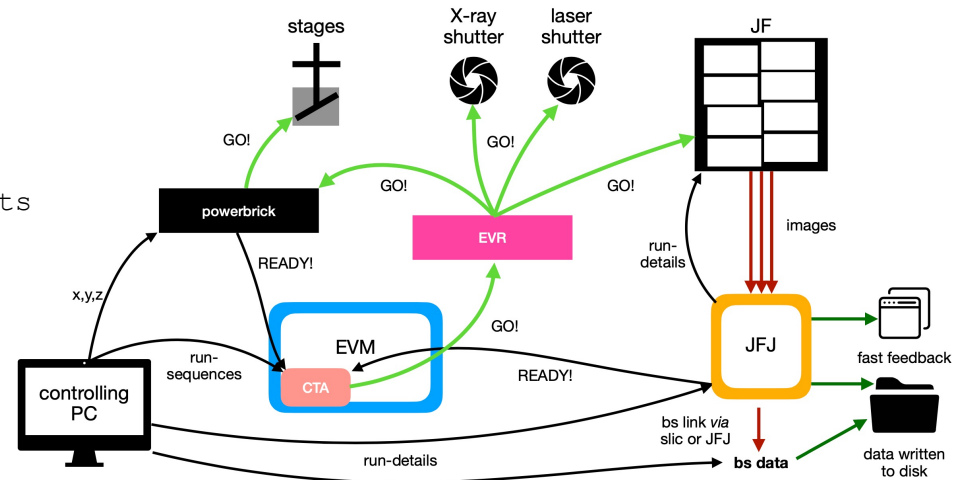 stages
X-ray
shutter
laser
shutter
JF
GO!
GO!
GO!
GO!
ts
powerbrick
EVR
images
run-
details
READY!
x,y,z
GO!
EVM
JFJ
run-
sequences
CTA
READY!
fast feedback
controlling
PC
bs link via
slic or JFJ
run-details
bs data
data written
to disk